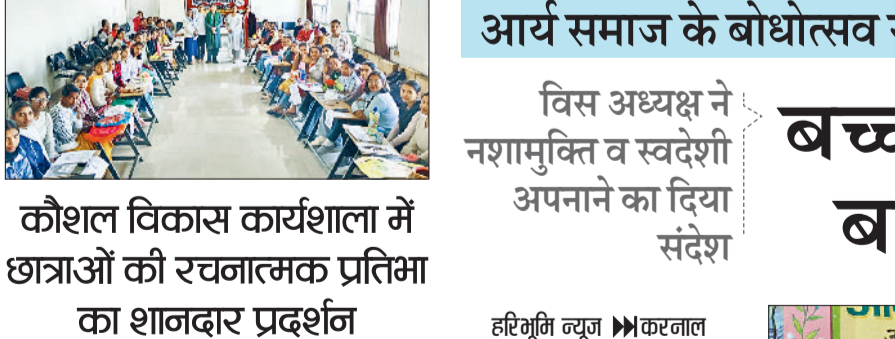 कौशल विकास कार्यशाला में
छात्राओं की रचनात्मक प्रतिभा
का शानदार प्रदर्शन
आर्य समाज के बोधोत्सव
विस अध्यक्ष ने
नशामुक्ति व स्वदेशी
अपनाने का दिया
संदेश
हरिभूमि न्यूज ▶▶ करनाल